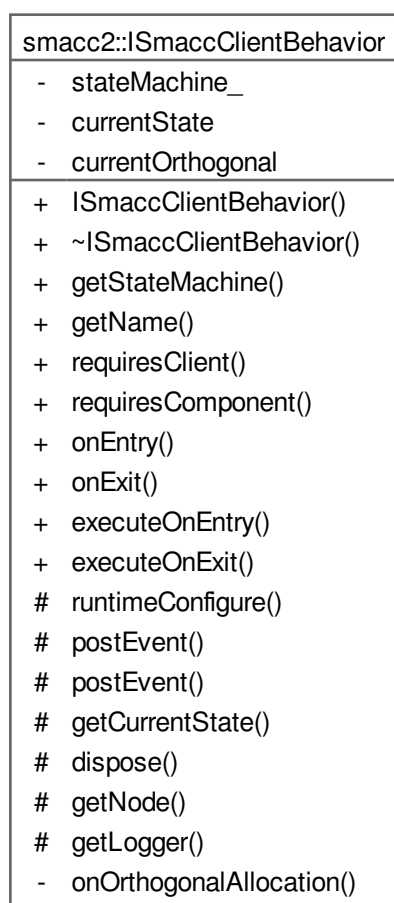 smacc2::ISmaccClientBehavior
- stateMachine_
- currentState
- currentOrthogonal
+ ISmaccClientBehavior()
+ ~ISmaccClientBehavior()
+ getStateMachine()
+ getName()
+ requiresClient()
+ requiresComponent()
+ onEntry()
+ onExit()
+ executeOnEntry()
+ executeOnExit()
# runtimeConfigure()
# postEvent()
# postEvent()
# getCurrentState()
# dispose()
# getNode()
# getLogger()
- onOrthogonalAllocation()